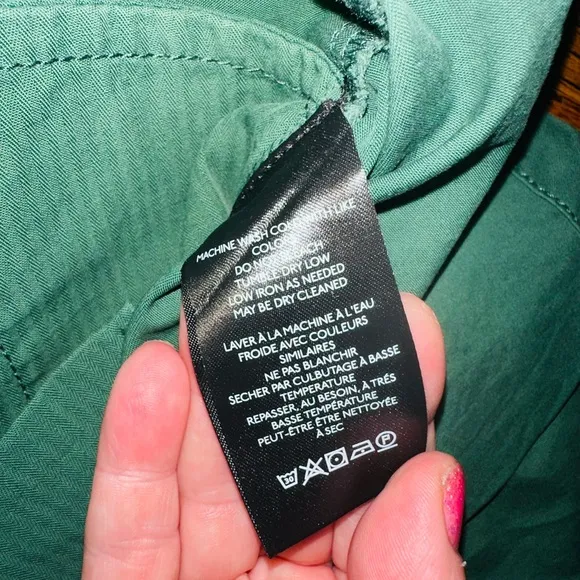 MACHINE WASH COLD WITH LIKE
COLORS
DO NOT BLEACH
TUMBLE DRY LOW
LOW IRON AS NEEDED
MAY BE DRY CLEANED
LAVER À LA MACHINE À L'EAU
FROIDE AVEC COULEURS
SIMILAIRES
NE PAS BLANCHIR
SECHER PAR CULBUTAGE À BASSE
TEMPERATURE
REPASSER, AU BESOIN, À TRÉS
BASSE TEMPÉRATURE
PEUT-ÊTRE NETTOYÉE
À SEC
30